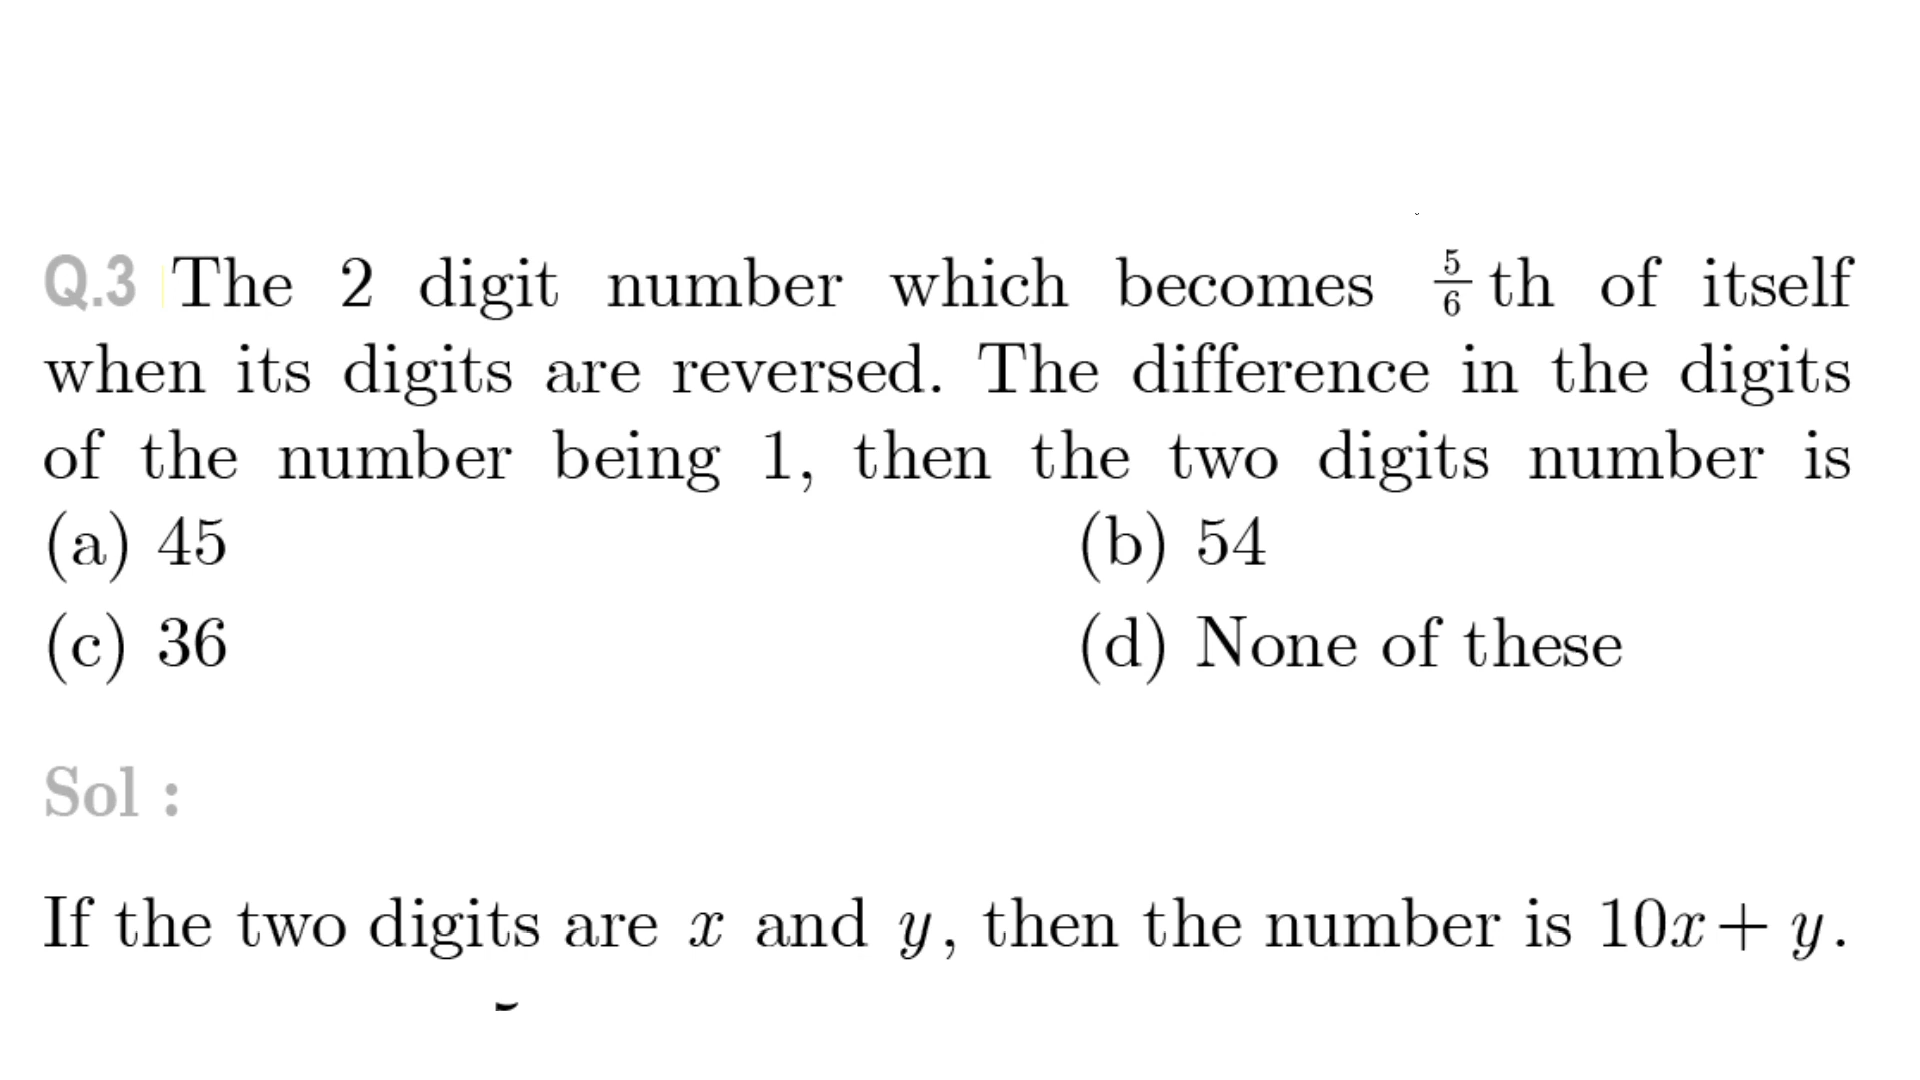 Q.3 The 2 digit number which becomes 5/6 th of itself
when its digits are reversed. The difference in the digits
of the number being 1, then the two digits number is
(a) 45 (b) 54
(c) 36 (d) None of these
Sol :
If the two digits are x and y, then the number is 10x + y.